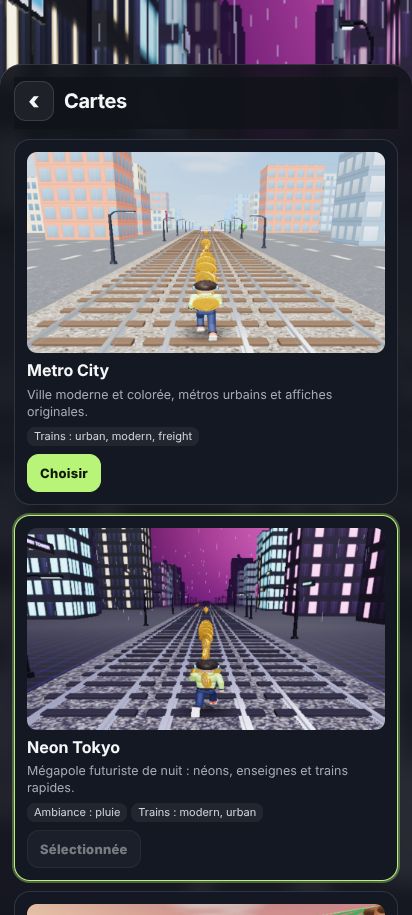 Cartes
Metro City
Ville moderne et colorée, métros urbains et affiches
originales.
Trains : urban, modern, freight
Choisir
Neon Tokyo
Mégapole futuriste de nuit : néons, enseignes et trains
rapides.
Ambiance : pluie Trains : modern, urban
Sélectionnée